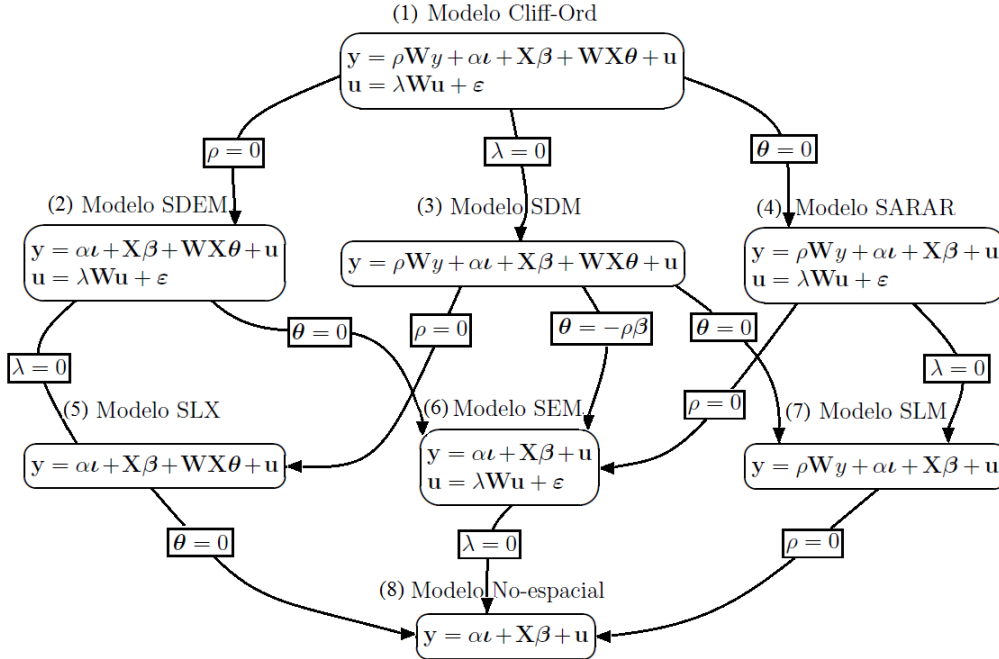 (1) Modelo Cliff-Ord
y = ρWy + αι + Xβ + WXθ + u
u = λWu + ε
ρ = 0
λ = 0
θ = 0
(2) Modelo SDEM
y = αι + Xβ + WXθ + u
u = λWu + ε
(3) Modelo SDM
y = ρWy + αι + Xβ + WXθ + u
(4) Modelo SARAR
y = ρWy + αι + Xβ + u
u = λWu + ε
λ = 0
θ = 0
ρ = 0
θ = −ρβ
θ = 0
ρ = 0
λ = 0
(5) Modelo SLX
y = αι + Xβ + WXθ + u
(6) Modelo SEM
y = αι + Xβ + u
u = λWu + ε
(7) Modelo SLM
y = ρWy + αι + Xβ + u
θ = 0
λ = 0
ρ = 0
(8) Modelo No-espacial
y = αι + Xβ + u